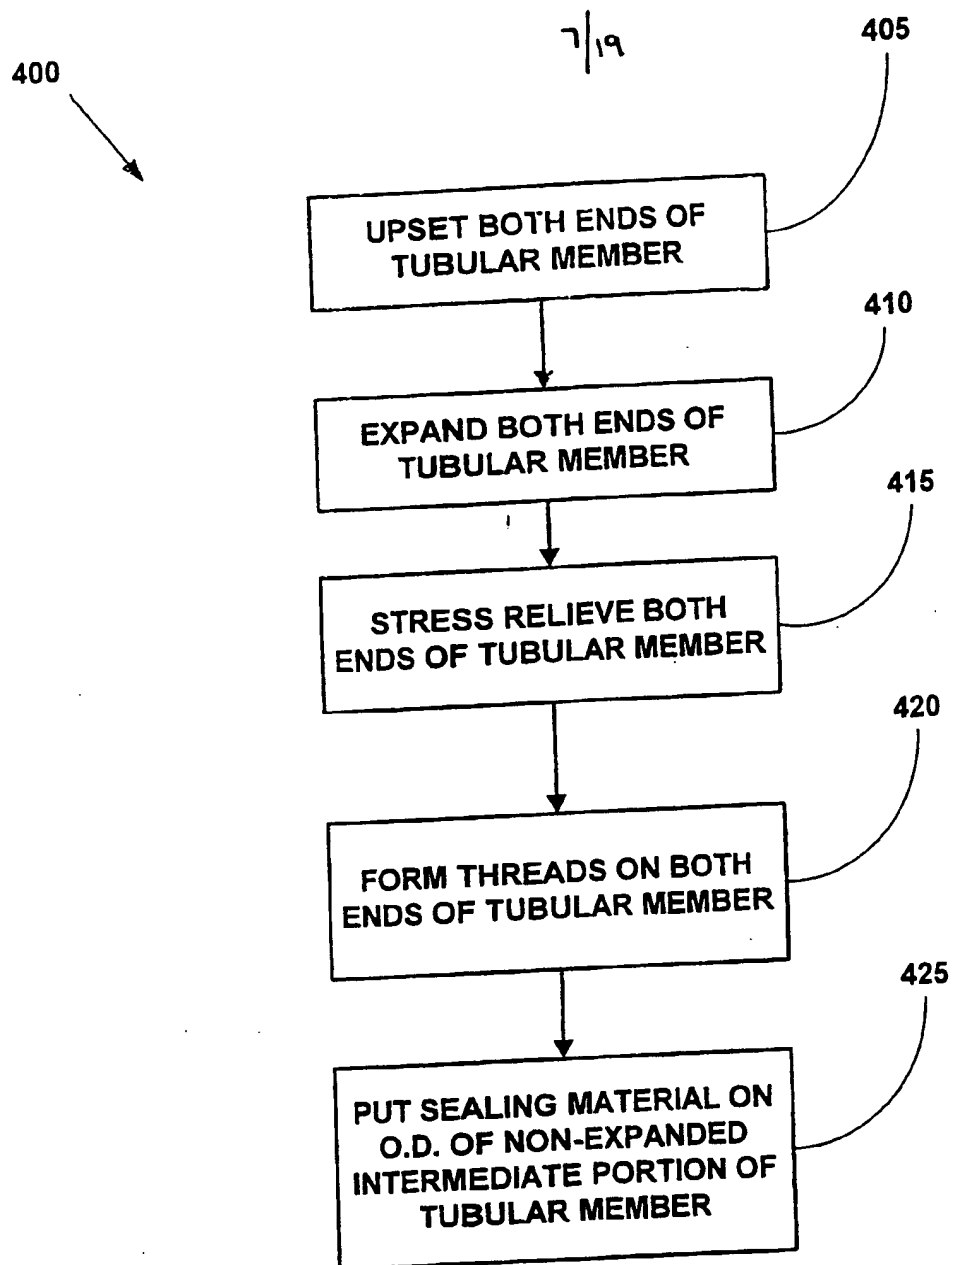 7/19
400
405
UPSET BOTH ENDS OF
TUBULAR MEMBER
410
EXPAND BOTH ENDS OF
TUBULAR MEMBER
415
STRESS RELIEVE BOTH
ENDS OF TUBULAR MEMBER
420
FORM THREADS ON BOTH
ENDS OF TUBULAR MEMBER
425
PUT SEALING MATERIAL ON
O.D. OF NON-EXPANDED
INTERMEDIATE PORTION OF
TUBULAR MEMBER